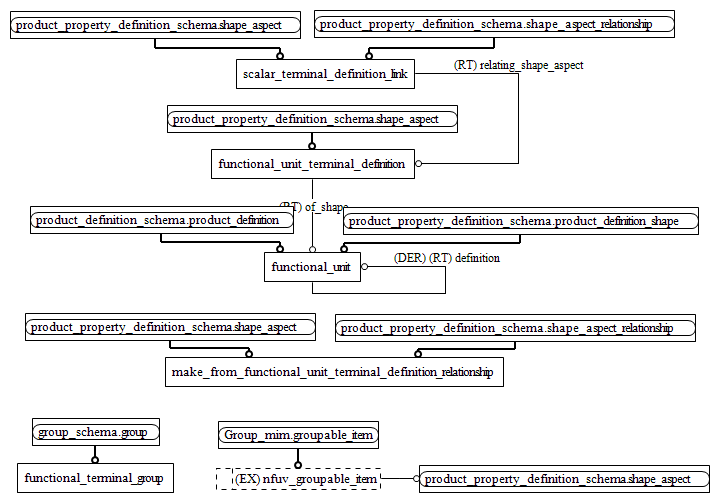 product_property_definition_schema.shape_aspect
product_property_definition_schema.shape_aspect_relationship
scalar_terminal_definition_link
(RT) relating_shape_aspect
product_property_definition_schema.shape_aspect
functional_unit_terminal_definition
(RT) of_shape
product_definition_schema.product_definition
product_property_definition_schema.product_definition_shape
functional_unit
(DER) (RT) definition
product_property_definition_schema.shape_aspect
product_property_definition_schema.shape_aspect_relationship
make_from_functional_unit_terminal_definition_relationship
group_schema.group
Group_mim.groupable_item
functional_terminal_group
(EX) nfuv_groupable_item
product_property_definition_schema.shape_aspect